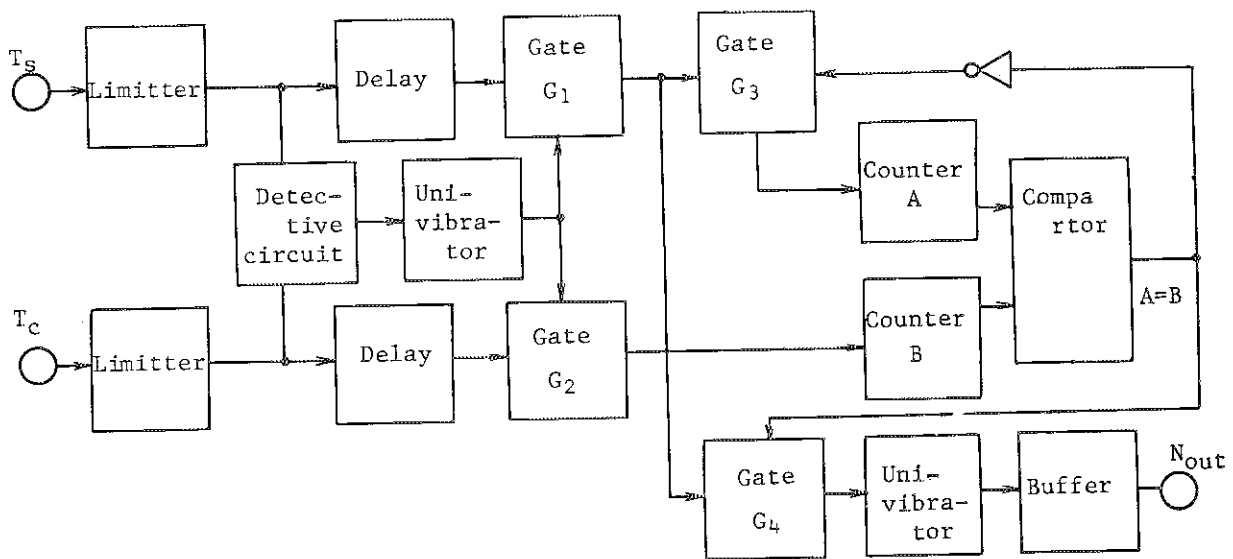 Ts
Limitter
Delay
Gate
G1
Gate
G3
Detec-
tive
circuit
Uni-
vibra-
tor
Counter
A
Compa
rtor
A=B
Tc
Limitter
Delay
Gate
G2
Counter
B
Gate
G4
Uni-
vibra-
tor
Buffer
Nout